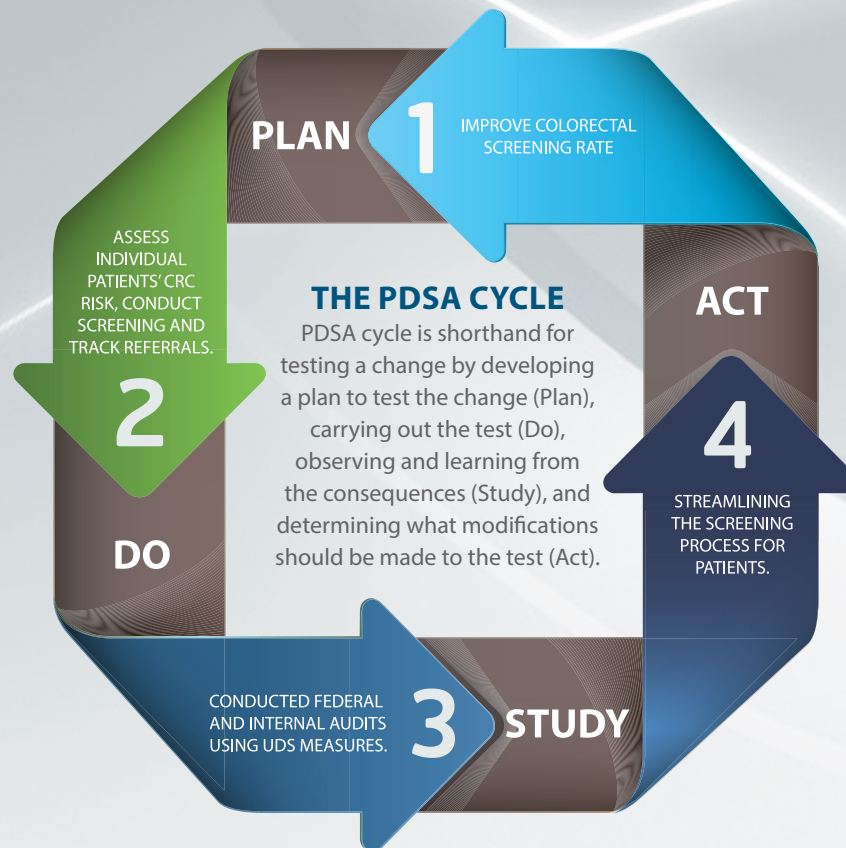 PLAN
1
IMPROVE COLORECTAL
SCREENING RATE
ASSESS
INDIVIDUAL
PATIENTS' CRC
RISK, CONDUCT
SCREENING AND
TRACK REFERRALS.
2
DO
THE PDSA CYCLE
PDSA cycle is shorthand for
testing a change by developing
a plan to test the change (Plan),
carrying out the test (Do),
observing and learning from
the consequences (Study), and
determining what modifications
should be made to the test (Act).
CONDUCTED FEDERAL
AND INTERNAL AUDITS
USING UDS MEASURES.
3
STUDY
ACT
4
STREAMLINING
THE SCREENING
PROCESS FOR
PATIENTS.